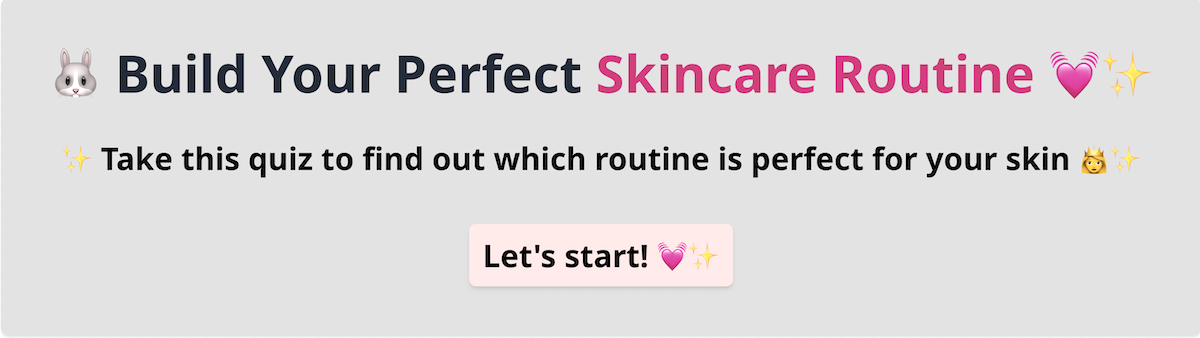 🐰 Build Your Perfect Skincare Routine 💓✨
✨ Take this quiz to find out which routine is perfect for your skin 👸✨
Let's start! 💓✨